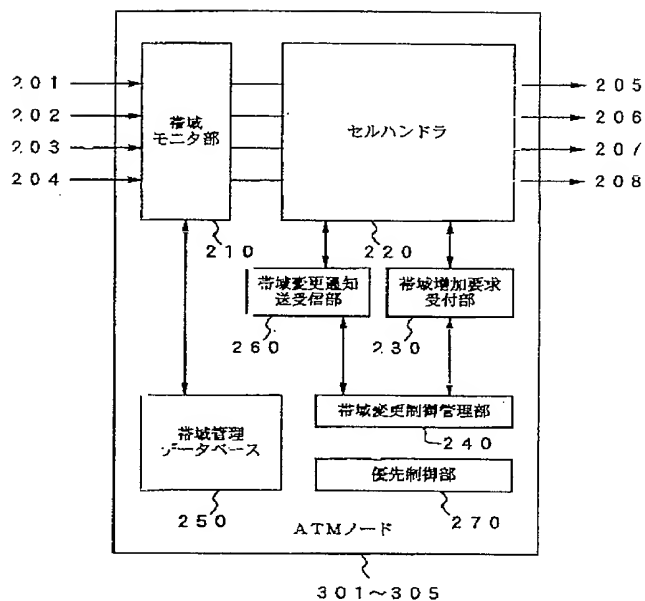 201
202
203
204
帯域
モニタ部
セルハンドラ
205
206
207
208
210
220
帯域変更通知
送受信部
帯域増加要求
受付部
260
230
帯域管理
データベース
帯域変更制御管理部
240
優先制御部
250
270
ATMノード
301～305